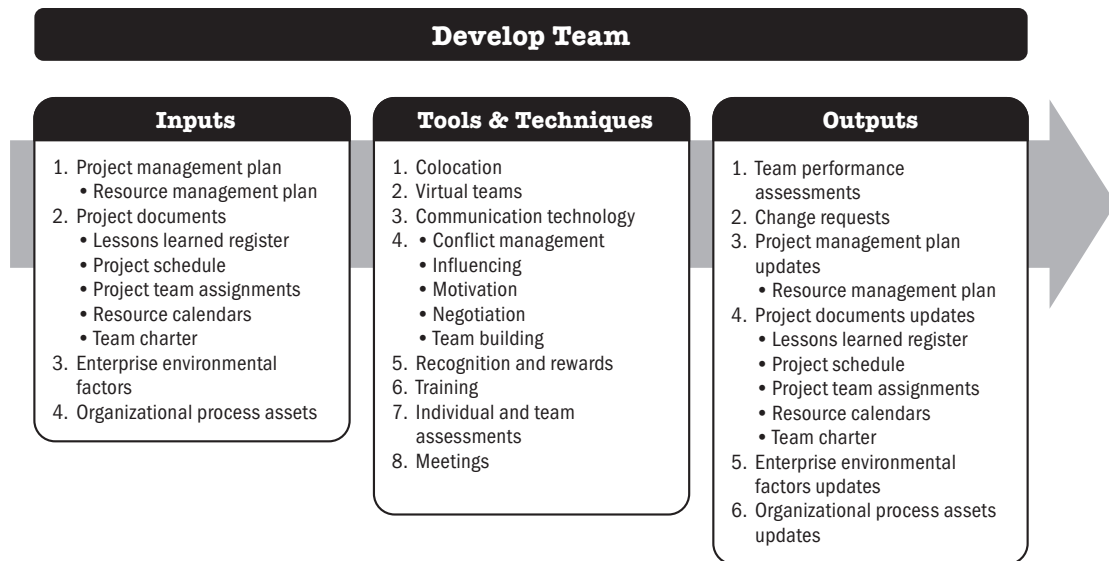 Develop Team
Inputs
1. Project management plan
• Resource management plan
2. Project documents
• Lessons learned register
• Project schedule
• Project team assignments
• Resource calendars
• Team charter
3. Enterprise environmental
factors
4. Organizational process assets
Tools & Techniques
1. Colocation
2. Virtual teams
3. Communication technology
4. • Conflict management
• Influencing
• Motivation
• Negotiation
• Team building
5. Recognition and rewards
6. Training
7. Individual and team
assessments
8. Meetings
Outputs
1. Team performance
assessments
2. Change requests
3. Project management plan
updates
• Resource management plan
4. Project documents updates
• Lessons learned register
• Project schedule
• Project team assignments
• Resource calendars
• Team charter
5. Enterprise environmental
factors updates
6. Organizational process assets
updates